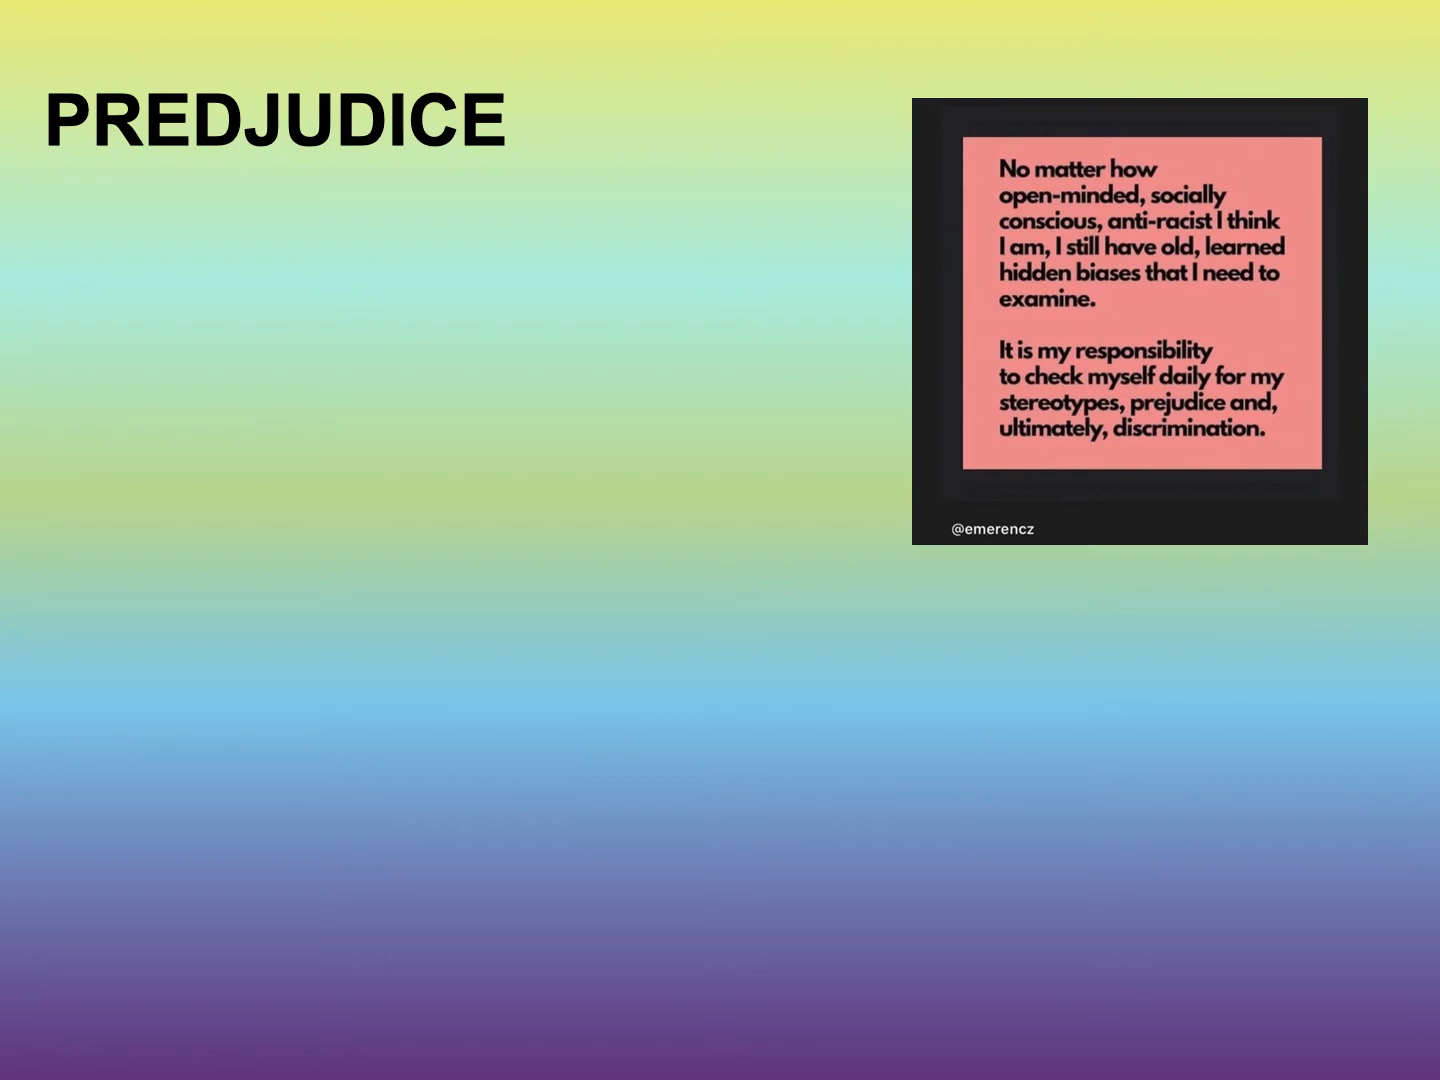 PREDJUDICE
No matter how
open-minded, socially
conscious, anti-racist I think
I am, I still have old, learned
hidden biases that I need to
examine.
It is my responsibility
to check myself daily for my
stereotypes, prejudice and,
ultimately, discrimination.
@emerencz